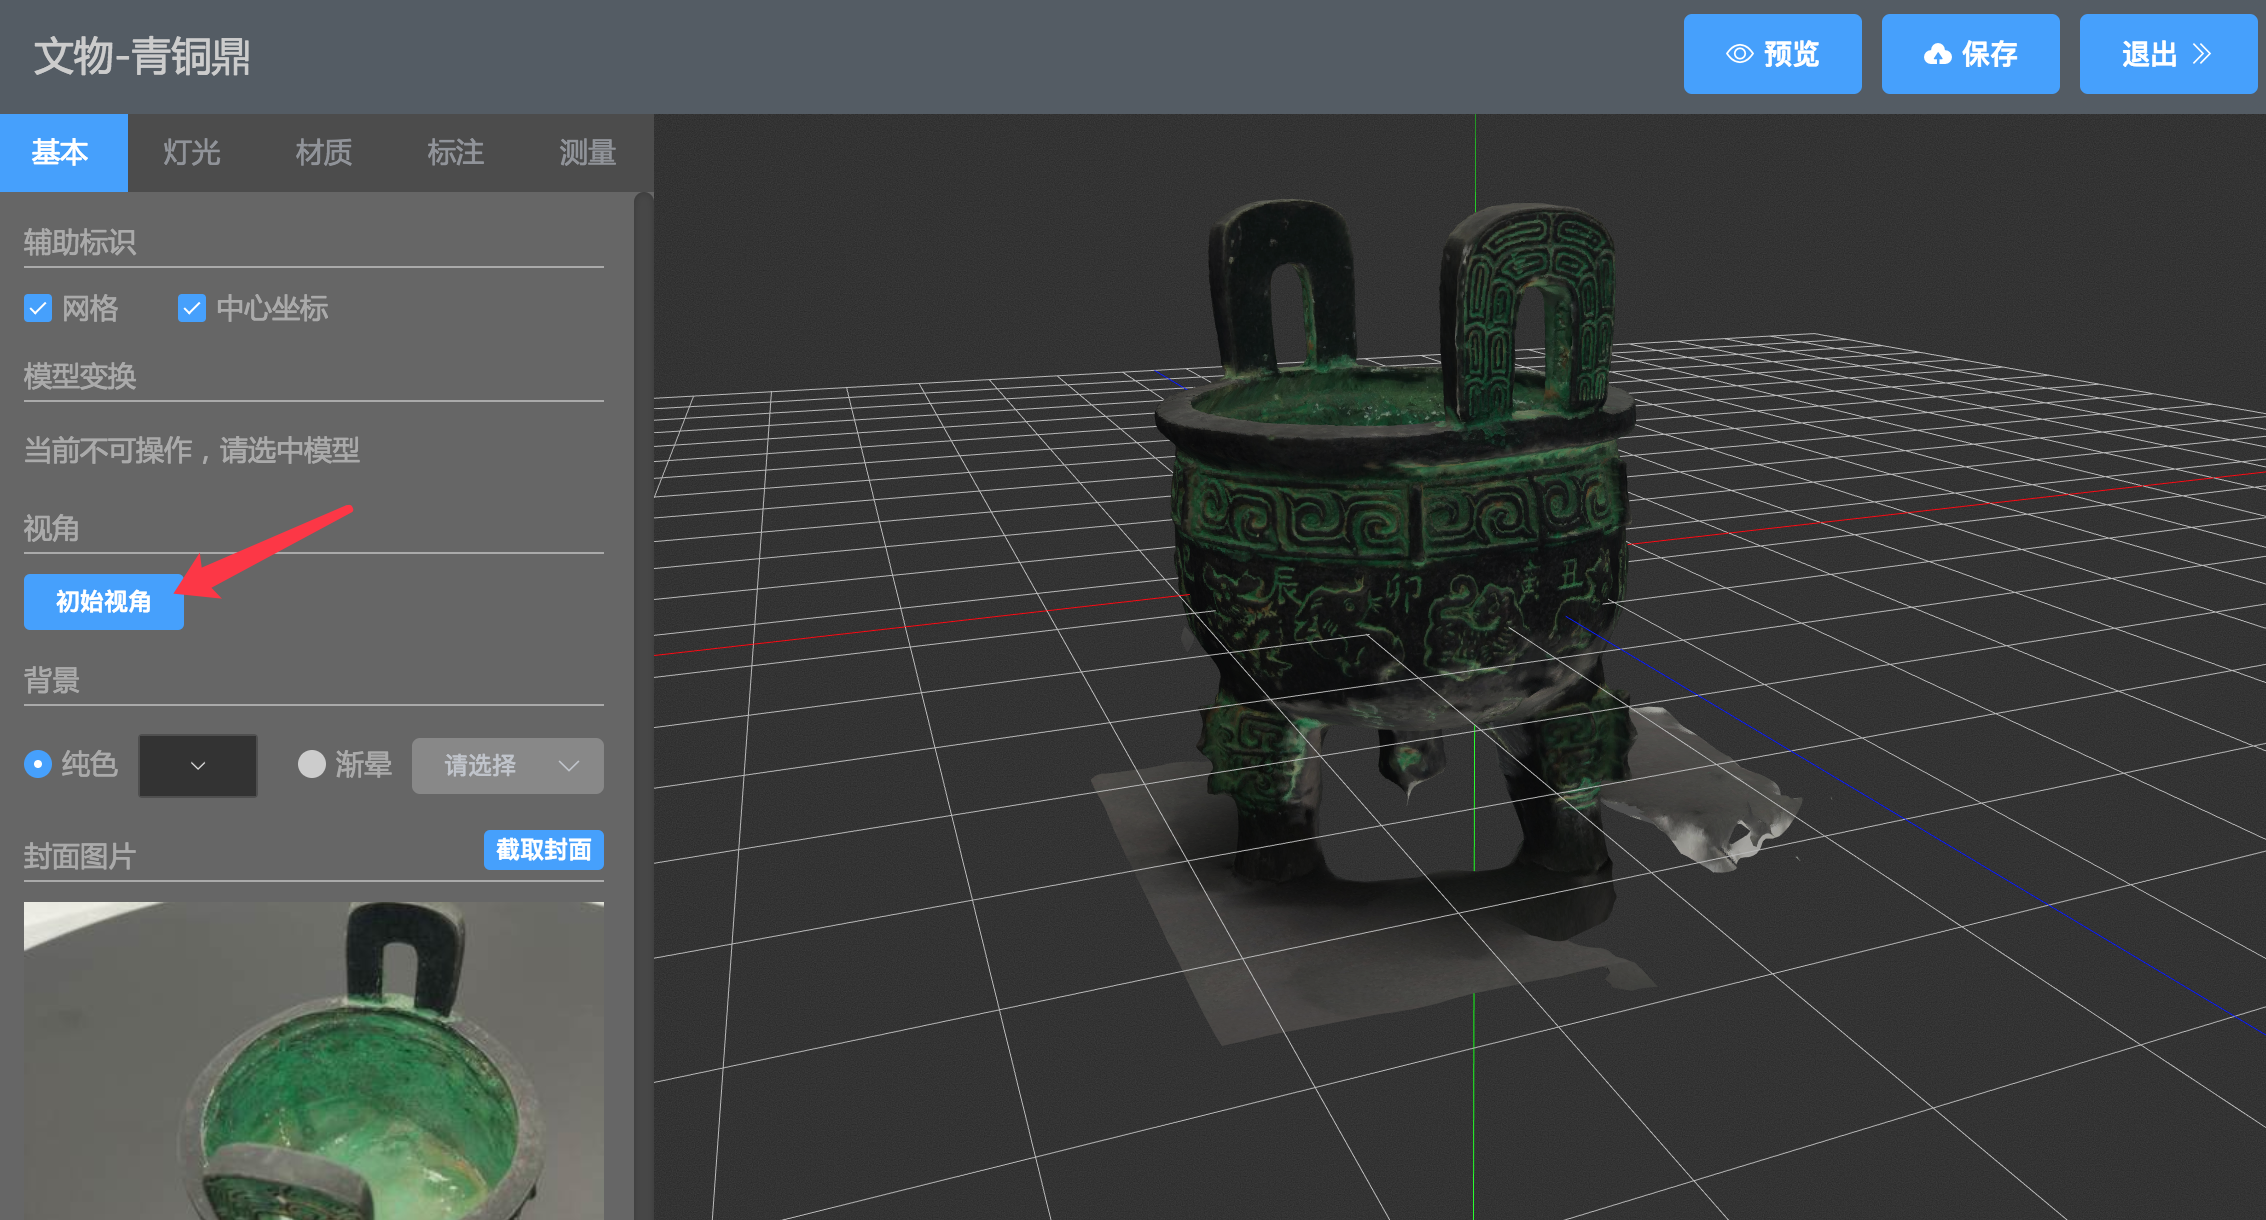 文物-青铜鼎
预览
保存
退出
基本
灯光
材质
标注
测量
辅助标识
网格
中心坐标
模型变换
当前不可操作，请选中模型
视角
初始视角
背景
纯色
渐晕
请选择
封面图片
截取封面
辰
卯
丑